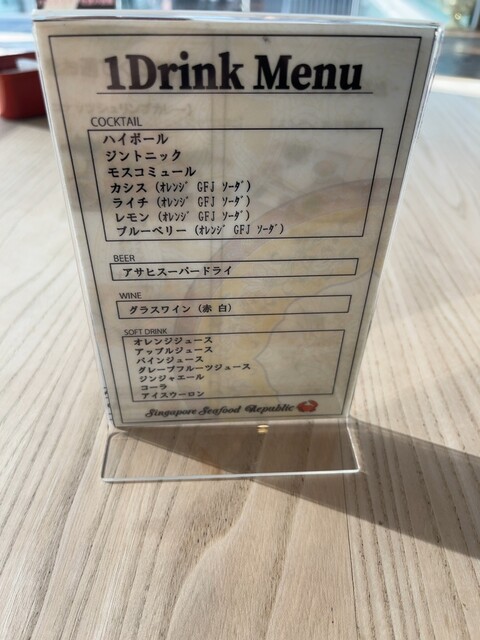 1Drink Menu
COCKTAIL
ハイボール
ジントニック
モスコミュール
カシス (ｵﾚﾝｼﾞ GFJ ｿｰﾀﾞ)
ライチ (ｵﾚﾝｼﾞ GFJ ｿｰﾀﾞ)
レモン (ｵﾚﾝｼﾞ GFJ ｿｰﾀﾞ)
ブルーベリー (ｵﾚﾝｼﾞ GFJ ｿｰﾀﾞ)
BEER
アサヒスーパードライ
WINE
グラスワイン (赤 白)
SOFT DRINK
オレンジジュース
アップルジュース
パインジュース
グレープフルーツジュース
ジンジャエール
コーラ
アイスウーロン
Singapore Seafood Republic